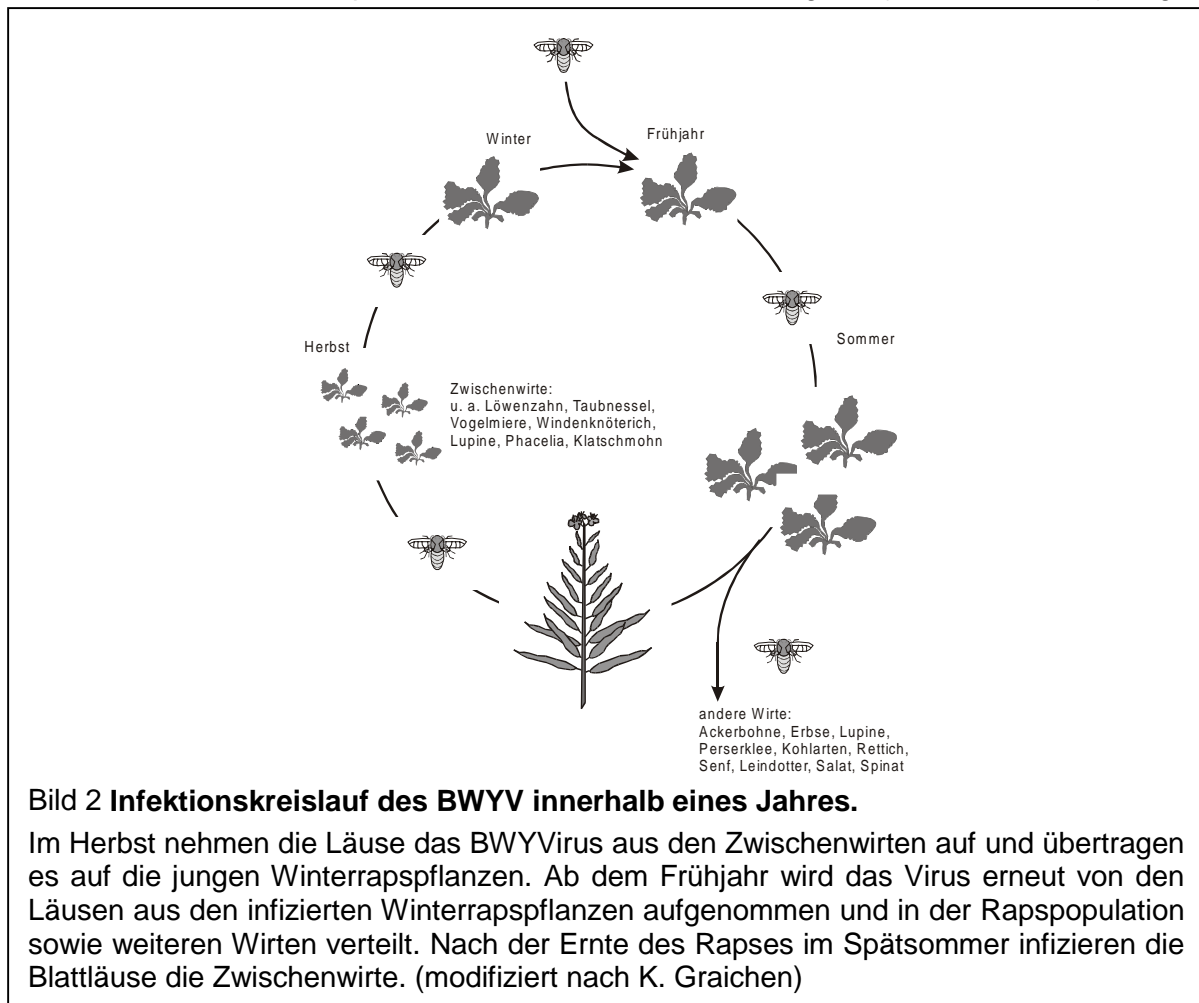 Winter
Frühjahr
Herbst
Sommer
Zwischenwirte:
u. a. Löwenzahn, Taubnessel,
Vogelmiere, Windenknöterich,
Lupine, Phacelia, Klatschmohn
andere Wirte:
Ackerbohne, Erbse, Lupine,
Perserklee, Kohlarten, Rettich,
Senf, Leindotter, Salat, Spinat
Bild 2 Infektionskreislauf des BWYV innerhalb eines Jahres.
Im Herbst nehmen die Läuse das BWYVirus aus den Zwischenwirten auf und übertragen
es auf die jungen Winterrapspflanzen. Ab dem Frühjahr wird das Virus erneut von den
Läusen aus den infizierten Winterrapspflanzen aufgenommen und in der Rapspopulation
sowie weiteren Wirten verteilt. Nach der Ernte des Rapses im Spätsommer infizieren die
Blattläuse die Zwischenwirte. (modifiziert nach K. Graichen)